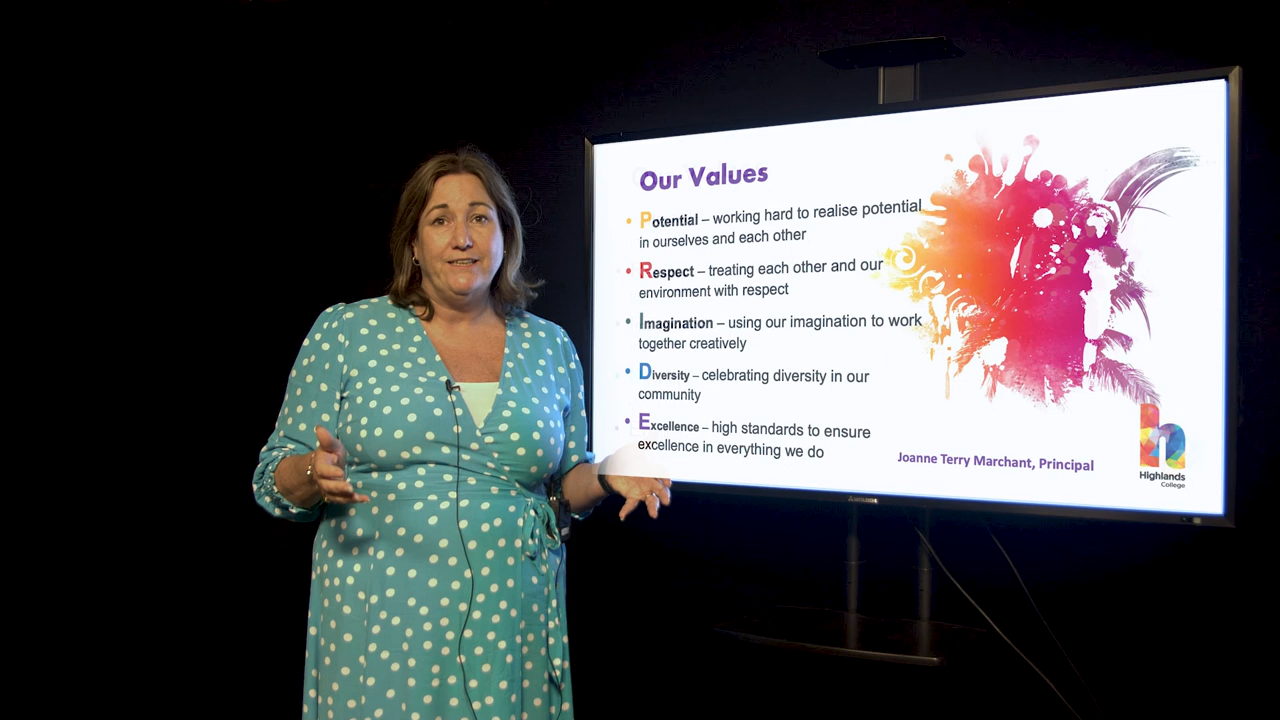 Our Values
• Potential – working hard to realise potential
in ourselves and each other
• Respect – treating each other and our
environment with respect
• Imagination – using our imagination to work
together creatively
• Diversity – celebrating diversity in our
community
• Excellence – high standards to ensure
excellence in everything we do
Joanne Terry Marchant, Principal
Highlands
College